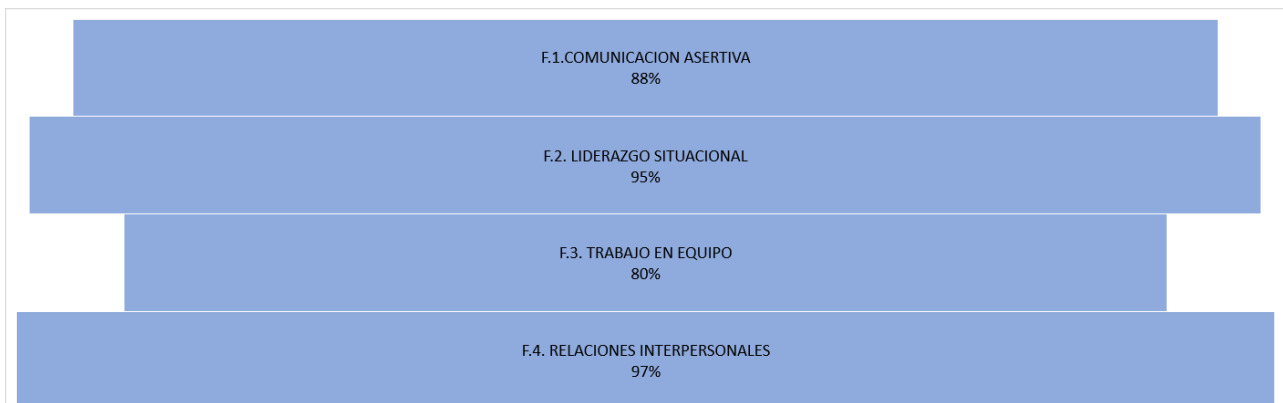 F.1.COMUNICACION ASERTIVA
88%
F.2. LIDERAZGO SITUACIONAL
95%
F.3. TRABAJO EN EQUIPO
80%
F.4. RELACIONES INTERPERSONALES
97%